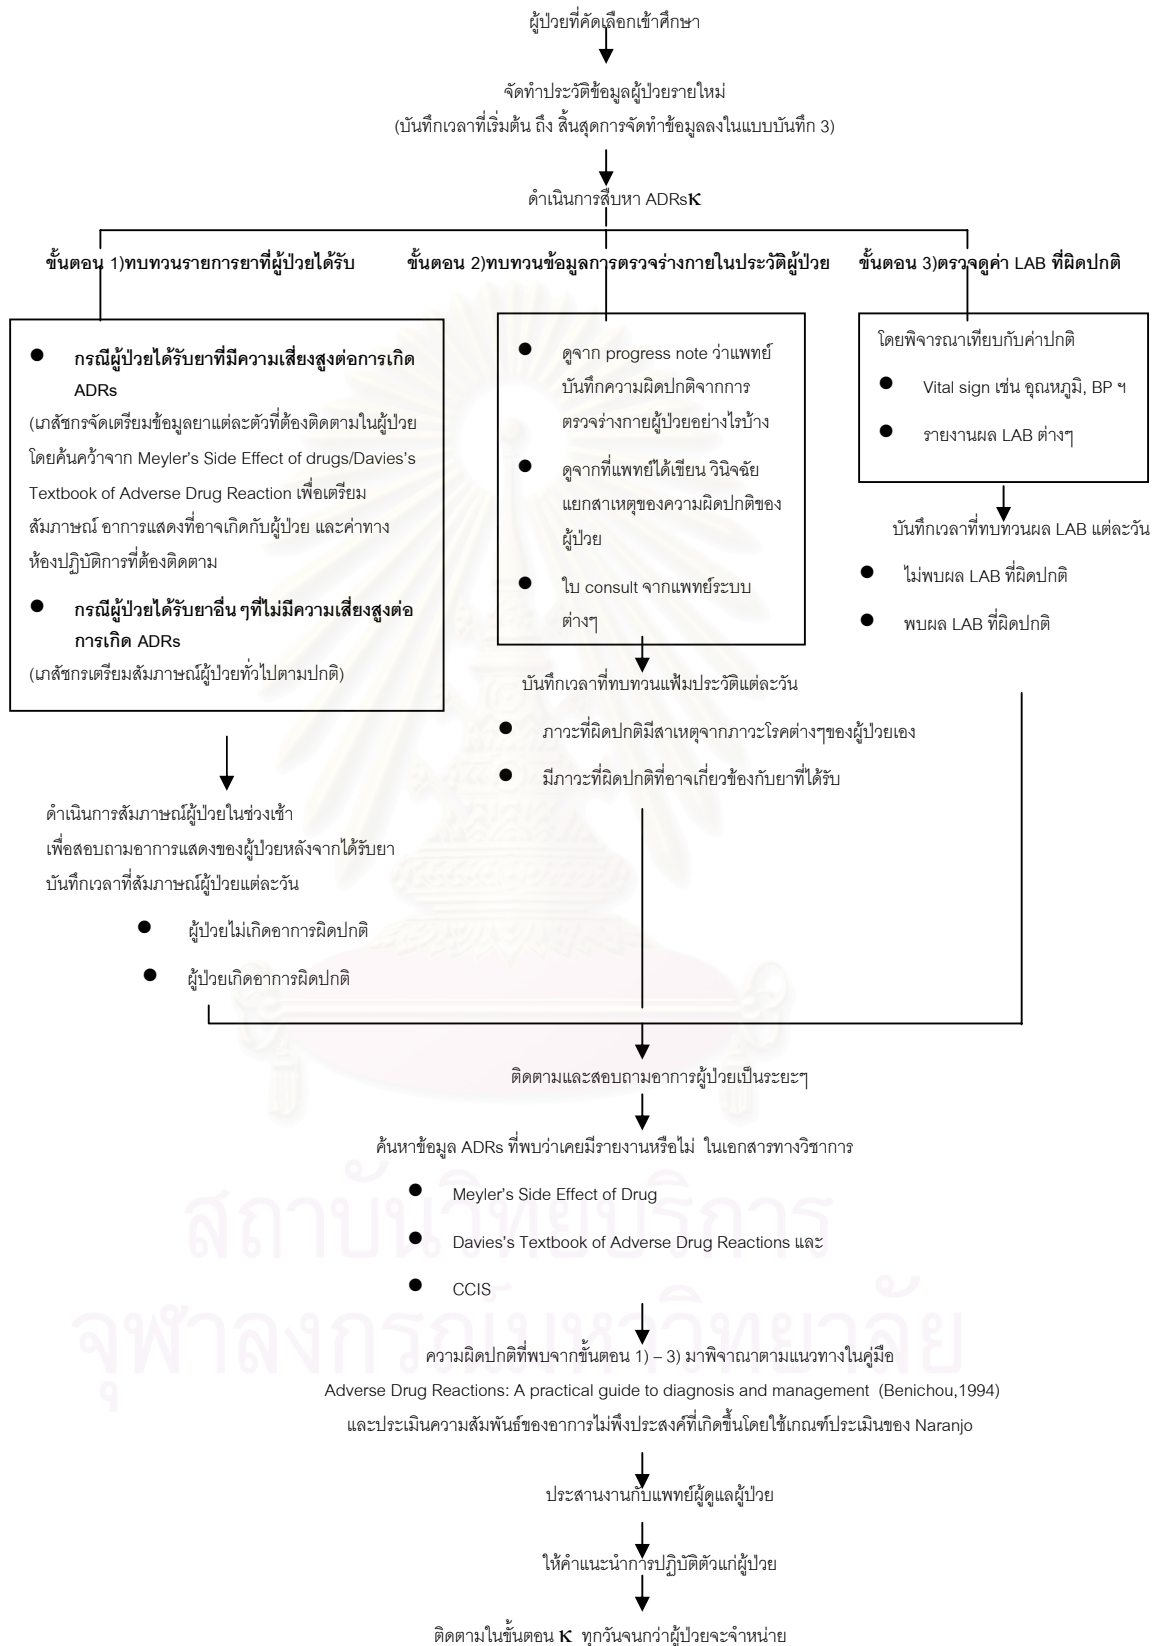 ผู้ป่วยที่คัดเลือกเข้าศึกษา
จัดทำประวัติข้อมูลผู้ป่วยรายใหม่
(บันทึกเวลาที่เริ่มต้น ถึง สิ้นสุดการจัดทำข้อมูลลงในแบบบันทึก 3)
ดำเนินการสืบหา ADRsκ
ขั้นตอน 1)ทบทวนรายการยาที่ผู้ป่วยได้รับ
● กรณีผู้ป่วยได้รับยาที่มีความเสี่ยงสูงต่อการเกิด
ADRs
(เภสัชกรจัดเตรียมข้อมูลยาแต่ละตัวที่ต้องติดตามในผู้ป่วย
โดยค้นคว้าจาก Meyler's Side Effect of drugs/Davies's
Textbook of Adverse Drug Reaction เพื่อเตรียม
สัมภาษณ์ อาการแสดงที่อาจเกิดกับผู้ป่วย และค่าทาง
ห้องปฏิบัติการที่ต้องติดตาม
● กรณีผู้ป่วยได้รับยาอื่น ๆที่ไม่มีความเสี่ยงสูงต่อ
การเกิด ADRs
(เภสัชกรเตรียมสัมภาษณ์ผู้ป่วยทั่วไปตามปกติ)
ดำเนินการสัมภาษณ์ผู้ป่วยในช่วงเช้า
เพื่อสอบถามอาการแสดงของผู้ป่วยหลังจากได้รับยา
บันทึกเวลาที่สัมภาษณ์ผู้ป่วยแต่ละวัน
● ผู้ป่วยไม่เกิดอาการผิดปกติ
● ผู้ป่วยเกิดอาการผิดปกติ
ขั้นตอน 2)ทบทวนข้อมูลการตรวจร่างกายในประวัติผู้ป่วย
● ดูจาก progress note ว่าแพทย์
บันทึกความผิดปกติจากการ
ตรวจร่างกายผู้ป่วยอย่างไรบ้าง
● ดูจากที่แพทย์ได้เขียน วินิจฉัย
แยกสาเหตุของความผิดปกติของ
ผู้ป่วย
● ใบ consult จากแพทย์ระบบ
ต่างๆ
บันทึกเวลาที่ทบทวนแฟ้มประวัติแต่ละวัน
● ภาวะที่ผิดปกติมีสาเหตุจากภาวะโรคต่างๆของผู้ป่วยเอง
● มีภาวะที่ผิดปกติที่อาจเกี่ยวข้องกับยาที่ได้รับ
ขั้นตอน 3)ตรวจดูค่า LAB ที่ผิดปกติ
โดยพิจารณาเทียบกับค่าปกติ
● Vital sign เช่น อุณหภูมิ, BP ฯ
● รายงานผล LAB ต่างๆ
บันทึกเวลาที่ทบทวนผล LAB แต่ละวัน
● ไม่พบผล LAB ที่ผิดปกติ
● พบผล LAB ที่ผิดปกติ
ติดตามและสอบถามอาการผู้ป่วยเป็นระยะๆ
ค้นหาข้อมูล ADRs ที่พบว่าเคยมีรายงานหรือไม่ ในเอกสารทางวิชาการ
● Meyler's Side Effect of Drug
● Davies's Textbook of Adverse Drug Reactions และ
● CCIS
ความผิดปกติที่พบจากขั้นตอน 1) – 3) มาพิจาณาตามแนวทางในคู่มือ
Adverse Drug Reactions: A practical guide to diagnosis and management (Benichou,1994)
และประเมินความสัมพันธ์ของอาการไม่พึงประสงค์ที่เกิดขึ้นโดยใช้เกณฑ์ประเมินของ Naranjo
ประสานงานกับแพทย์ผู้ดูแลผู้ป่วย
ให้คำแนะนำการปฏิบัติตัวแก่ผู้ป่วย
ติดตามในขั้นตอน κ ทุกวันจนกว่าผู้ป่วยจะจำหน่าย
สถาบันวิทยบริการ
จุฬาลงกรณ์มหาวิทยาลัย